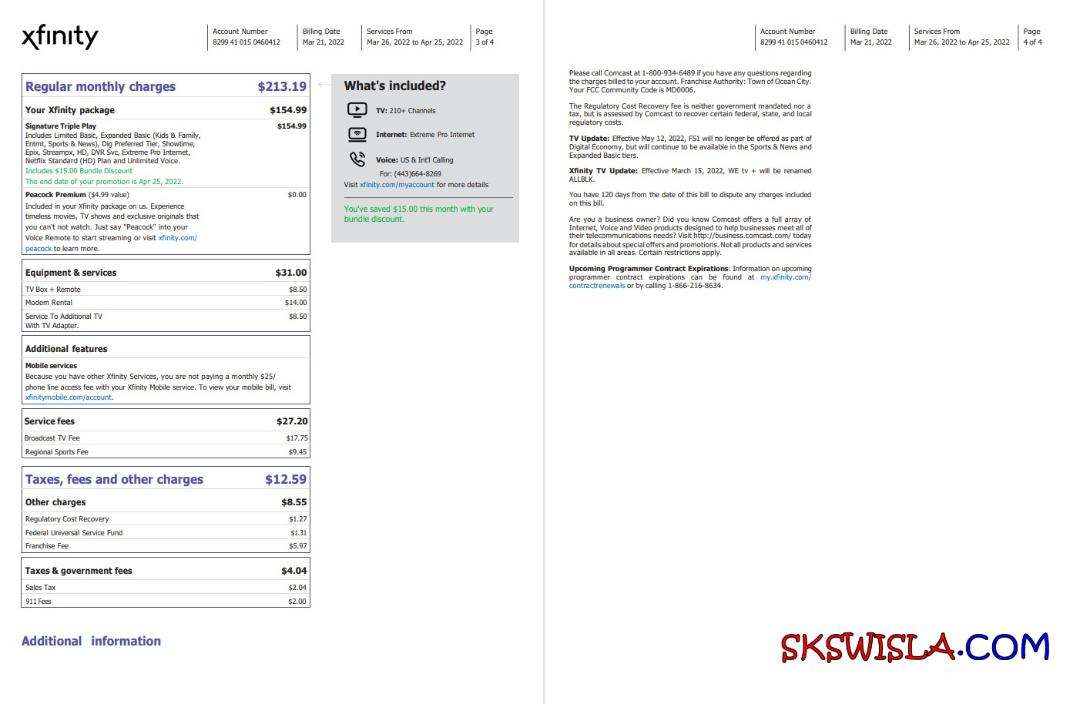 xfinity
Account Number
8299 41 015 0460412
Billing Date
Mar 21, 2022
Services From
Mar 26, 2022 to Apr 25, 2022
Page
3 of 4
Regular monthly charges $213.19
Your Xfinity package $154.99
Signature Triple Play $154.99
Includes Limited Basic, Expanded Basic (Kids & Family,
Entmt, Sports & News), Dig Preferred Tier, Showtime,
Epix, Streampx, HD, DVR Svc, Extreme Pro Internet,
Netflix Standard (HD) Plan and Unlimited Voice.
Includes $15.00 Bundle Discount
The end date of your promotion is Apr 25, 2022.
Peacock Premium ($4.99 value) $0.00
Included in your Xfinity package on us. Experience
timeless movies, TV shows and exclusive originals that
you can't not watch. Just say "Peacock" into your
Voice Remote to start streaming or visit xfinity.com/
peacock to learn more.
Equipment & services $31.00
TV Box + Remote $8.50
Modem Rental $14.00
Service To Additional TV $8.50
With TV Adapter.
Additional features
Mobile services
Because you have other Xfinity Services, you are not paying a monthly $25/
phone line access fee with your Xfinity Mobile service. To view your mobile bill, visit
xfinitymobile.com/account.
Service fees $27.20
Broadcast TV Fee $17.75
Regional Sports Fee $9.45
Taxes, fees and other charges $12.59
Other charges $8.55
Regulatory Cost Recovery $1.27
Federal Universal Service Fund $1.31
Franchise Fee $5.97
Taxes & government fees $4.04
Sales Tax $2.04
911 Fees $2.00
Additional information
What's included?
TV: 210+ Channels
Internet: Extreme Pro Internet
Voice: US & Int'l Calling
For: (443)664-8269
Visit xfinity.com/myaccount for more details
You've saved $15.00 this month with your
bundle discount.
Account Number
8299 41 015 0460412
Billing Date
Mar 21, 2022
Services From
Mar 26, 2022 to Apr 25, 2022
Page
4 of 4
Please call Comcast at 1-800-934-6489 if you have any questions regarding
the charges billed to your account. Franchise Authority: Town of Ocean City.
Your FCC Community Code is MD0006.
The Regulatory Cost Recovery fee is neither government mandated nor a
tax, but is assessed by Comcast to recover certain federal, state, and local
regulatory costs.
TV Update: Effective May 12, 2022, FS1 will no longer be offered as part of
Digital Economy, but will continue to be available in the Sports & News and
Expanded Basic tiers.
Xfinity TV Update: Effective March 15, 2022, WE tv + will be renamed
ALLBLK.
You have 120 days from the date of this bill to dispute any charges included
on this bill.
Are you a business owner? Did you know Comcast offers a full array of
Internet, Voice and Video products designed to help businesses meet all of
their telecommunications needs? Visit http://business.comcast.com/ today
for details about special offers and promotions. Not all products and services
available in all areas. Certain restrictions apply.
Upcoming Programmer Contract Expirations: Information on upcoming
programmer contract expirations can be found at my.xfinity.com/
contractrenewals or by calling 1-866-216-8634.
SKSWISLA.COM